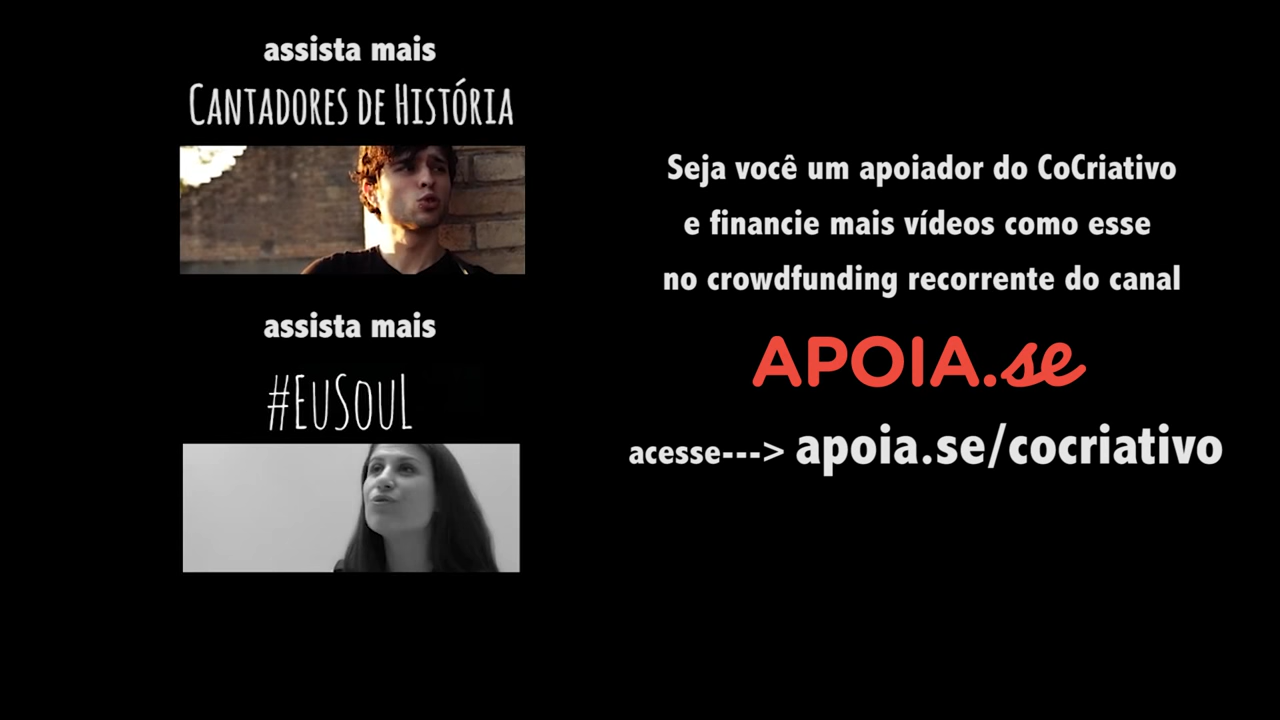 assista mais
CANTADORES DE HISTÓRIA
assista mais
#EUSOUL
Seja você um apoiador do CoCriativo
e financie mais vídeos como esse
no crowdfunding recorrente do canal
APOIA.se
acesse---> apoia.se/cocriativo